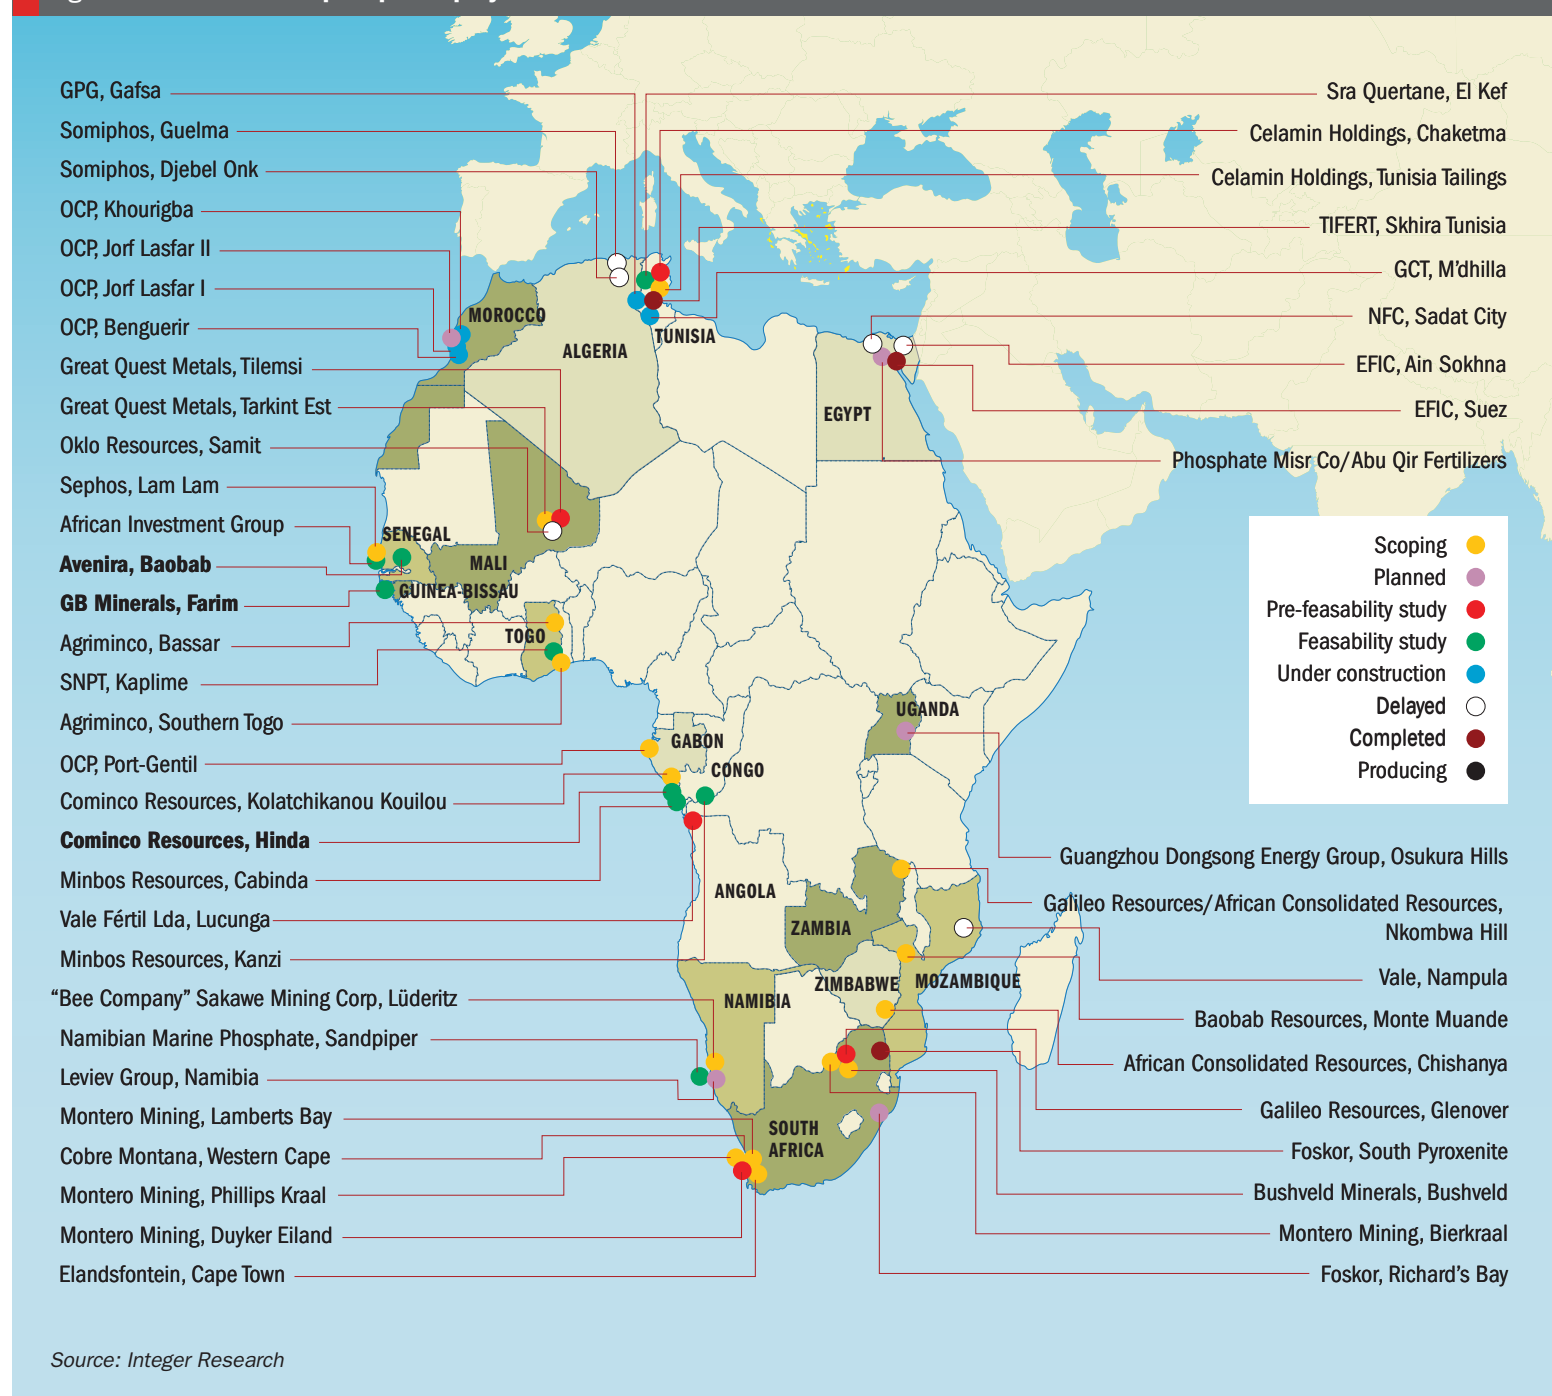 GPG, Gafsa
Somiphos, Guelma
Somiphos, Djebel Onk
OCP, Khourigba
OCP, Jorf Lasfar II
OCP, Jorf Lasfar I
OCP, Benguerir
Great Quest Metals, Tilemsi
Great Quest Metals, Tarkint Est
Oklo Resources, Samit
Sephos, Lam Lam
African Investment Group
Avenira, Baobab
GB Minerals, Farim
Agriminco, Bassar
SNPT, Kaplime
Agriminco, Southern Togo
OCP, Port-Gentil
Cominco Resources, Kolatchikanou Kouilou
Cominco Resources, Hinda
Minbos Resources, Cabinda
Vale Fértil Lda, Lucunga
Minbos Resources, Kanzi
“Bee Company” Sakawe Mining Corp, Lüderitz
Namibian Marine Phosphate, Sandpiper
Leviev Group, Namibia
Montero Mining, Lamberts Bay
Cobre Montana, Western Cape
Montero Mining, Phillips Kraal
Montero Mining, Duyker Eiland
Elandsfontein, Cape Town
MOROCCO
ALGERIA
TUNISIA
EGYPT
SENEGAL
MALI
GUINEA-BISSAU
TOGO
UGANDA
GABON
CONGO
ANGOLA
ZAMBIA
ZIMBABWE
MOZAMBIQUE
NAMIBIA
SOUTH
AFRICA
Sra Quertane, El Kef
Celamin Holdings, Chaketma
Celamin Holdings, Tunisia Tailings
TIFERT, Skhira Tunisia
GCT, M’dhilla
NFC, Sadat City
EFIC, Ain Sokhna
EFIC, Suez
Phosphate Misr Co/Abu Qir Fertilizers
Scoping
Planned
Pre-feasability study
Feasability study
Under construction
Delayed
Completed
Producing
Guangzhou Dongsong Energy Group, Osukura Hills
Galileo Resources/African Consolidated Resources,
Nkombwa Hill
Vale, Nampula
Baobab Resources, Monte Muande
African Consolidated Resources, Chishanya
Galileo Resources, Glenover
Foskor, South Pyroxenite
Bushveld Minerals, Bushveld
Montero Mining, Bierkraal
Foskor, Richard’s Bay
Source: Integer Research